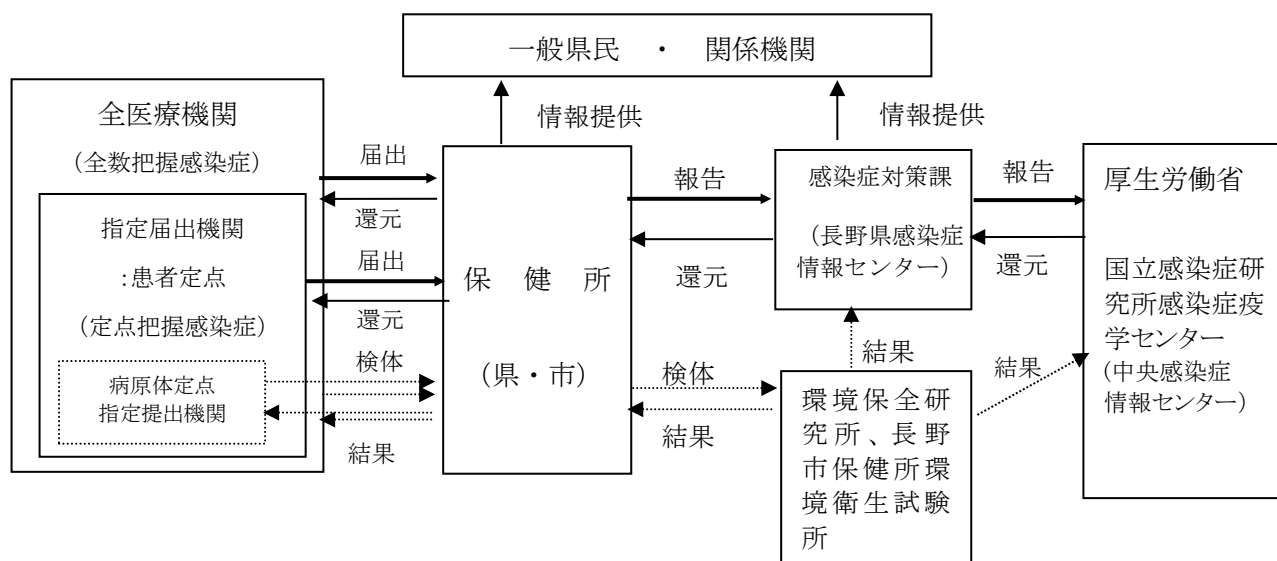 一般県民 ・ 関係機関
全医療機関
（全数把握感染症）
指定届出機関
:患者定点
（定点把握感染症）
病原体定点
指定提出機関
届出
還元
届出
還元
検体
結果
情報提供
保健所
（県・市）
報告
還元
検体
結果
情報提供
感染症対策課
（長野県感染症
情報センター）
結果
環境保全研
究所、長野
市保健所環
境衛生試験
所
報告
還元
結果
厚生労働省
国立感染症研
究所感染症疫
学センター
（中央感染症
情報センター）